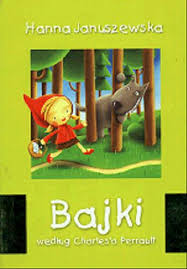 Hanna Januszewska
Bajki
według Charles'a Perrault